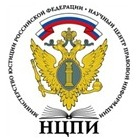 МИНИСТЕРСТВО ЮСТИЦИИ РОССИЙСКОЙ ФЕДЕРАЦИИ • НАУЧНЫЙ ЦЕНТР ПРАВОВОЙ ИНФОРМАЦИИ
НЦПИ